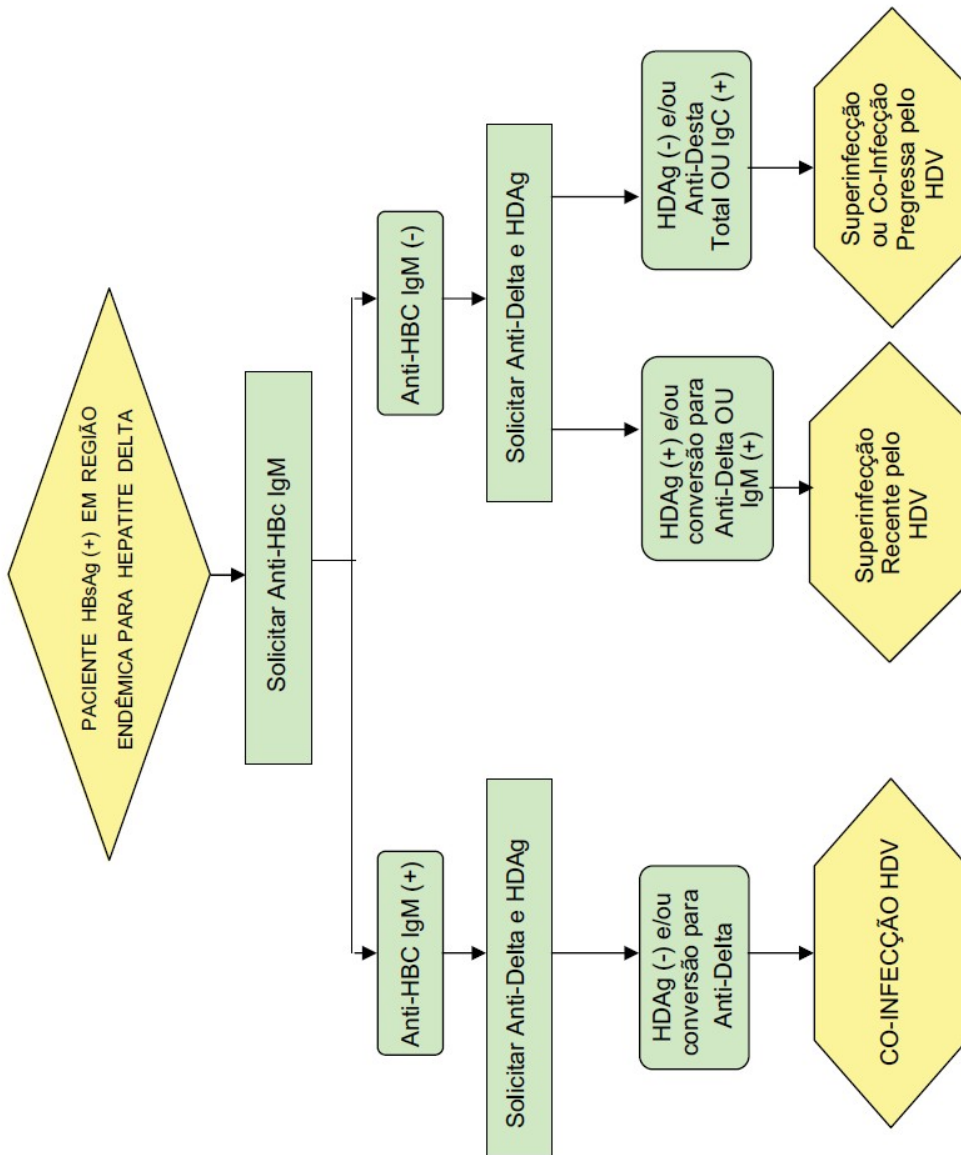 PACIENTE HBsAg (+) EM REGIÃO
ENDÊMICA PARA HEPATITE DELTA
Solicitar Anti-HBc IgM
Anti-HBC IgM (+)
Anti-HBC IgM (-)
Solicitar Anti-Delta e HDAg
Solicitar Anti-Delta e HDAg
HDAg (-) e/ou
conversão para
Anti-Delta
HDAg (+) e/ou
conversão para
Anti-Delta OU
IgM (+)
HDAg (-) e/ou
Anti-Desta
Total OU IgC (+)
CO-INFECÇÃO HDV
Superinfecção
Recente pelo
HDV
Superinfecção
ou Co-Infecção
Pregressa pelo
HDV